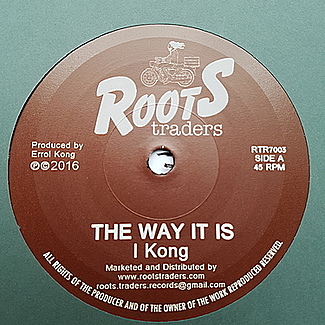 ROOTS
traders
Produced by
Errol Kong
℗©2016
RTR7003
SIDE A
45 RPM
THE WAY IT IS
I Kong
Marketed and Distributed by
www.rootstraders.com
roots.traders.records@gmail.com
ALL RIGHTS OF THE PRODUCER AND OF THE OWNER OF THE WORK REPRODUCED RESERVED.